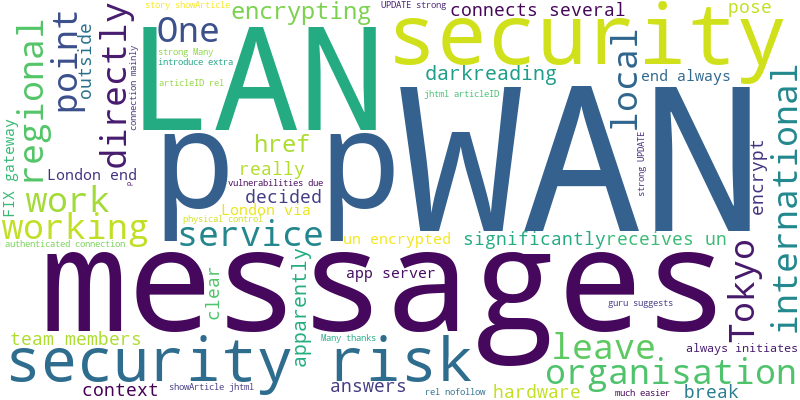 story showArticle
UPDATE strong
encrypting
connects several
pose
One
LAN
security
strong Many
introduce extra
articleID rel
point
outside
directly
connection mainly
regional
local
darkreading
end always
jhtml articleID
international
FIX gateway
p p
WAN
href
really
vulnerabilities due
decided
London end
work
London via
physical control
working
service
un encrypted
significantly
receives un
strong UPDATE
encrypt
authenticated connection
p
messages
Tokyo
clear
apparently
app server
guru suggests
team members
Many thanks
leave
always initiates
security risk
organisation
context
showArticle jhtml
answers
rel nofollow
hardware
much easier
break